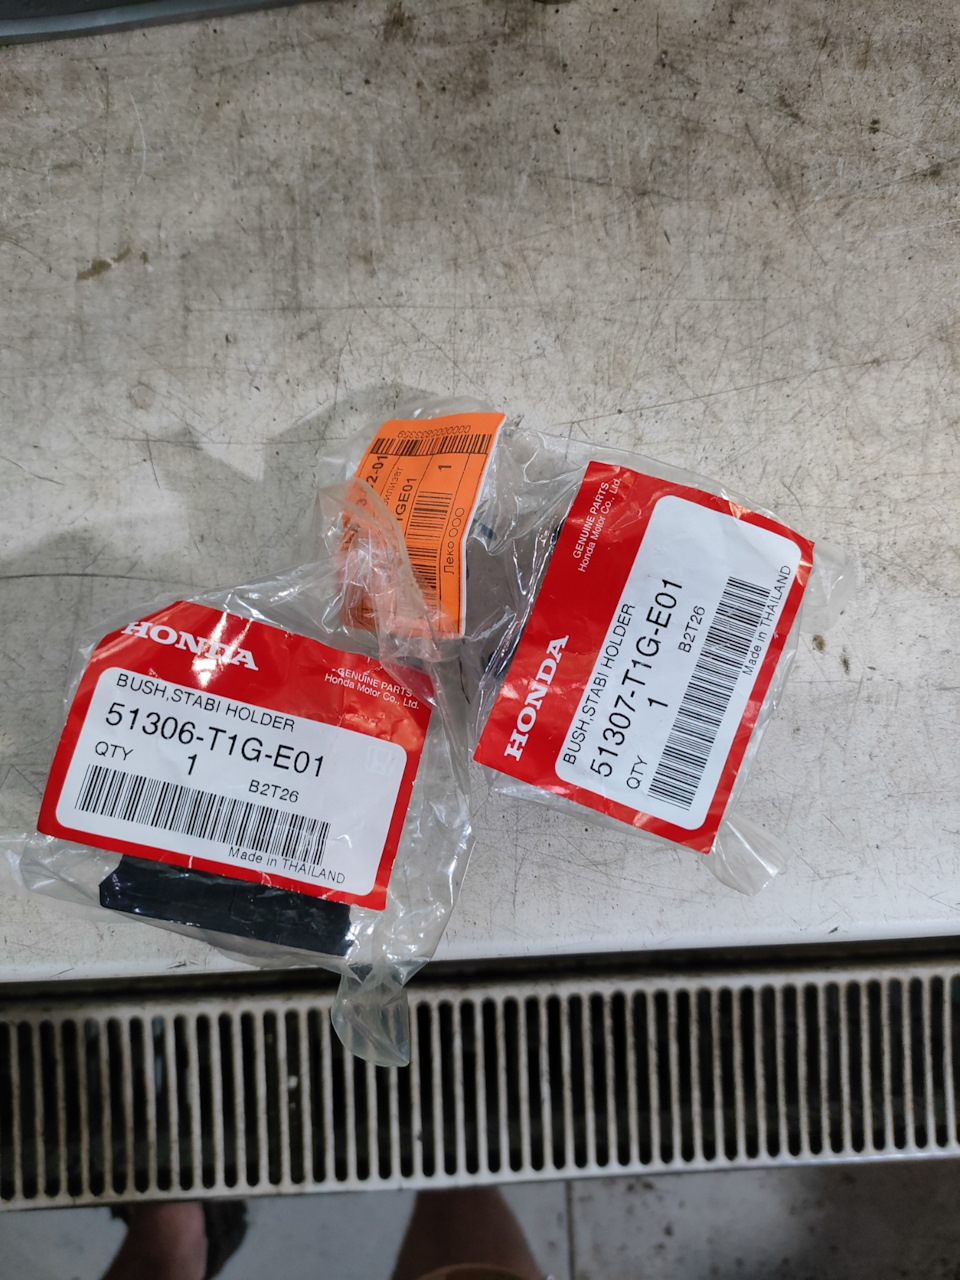 HONDA
GENUINE PARTS
Honda Motor Co., Ltd.
BUSH,STABI HOLDER
51306-T1G-E01
QTY 1
B2T26
Made in THAILAND
2-01
1GE01
1
Леко ООО
HONDA
GENUINE PARTS
Honda Motor Co., Ltd.
BUSH,STABI HOLDER
51307-T1G-E01
QTY 1
B2T26
Made in THAILAND